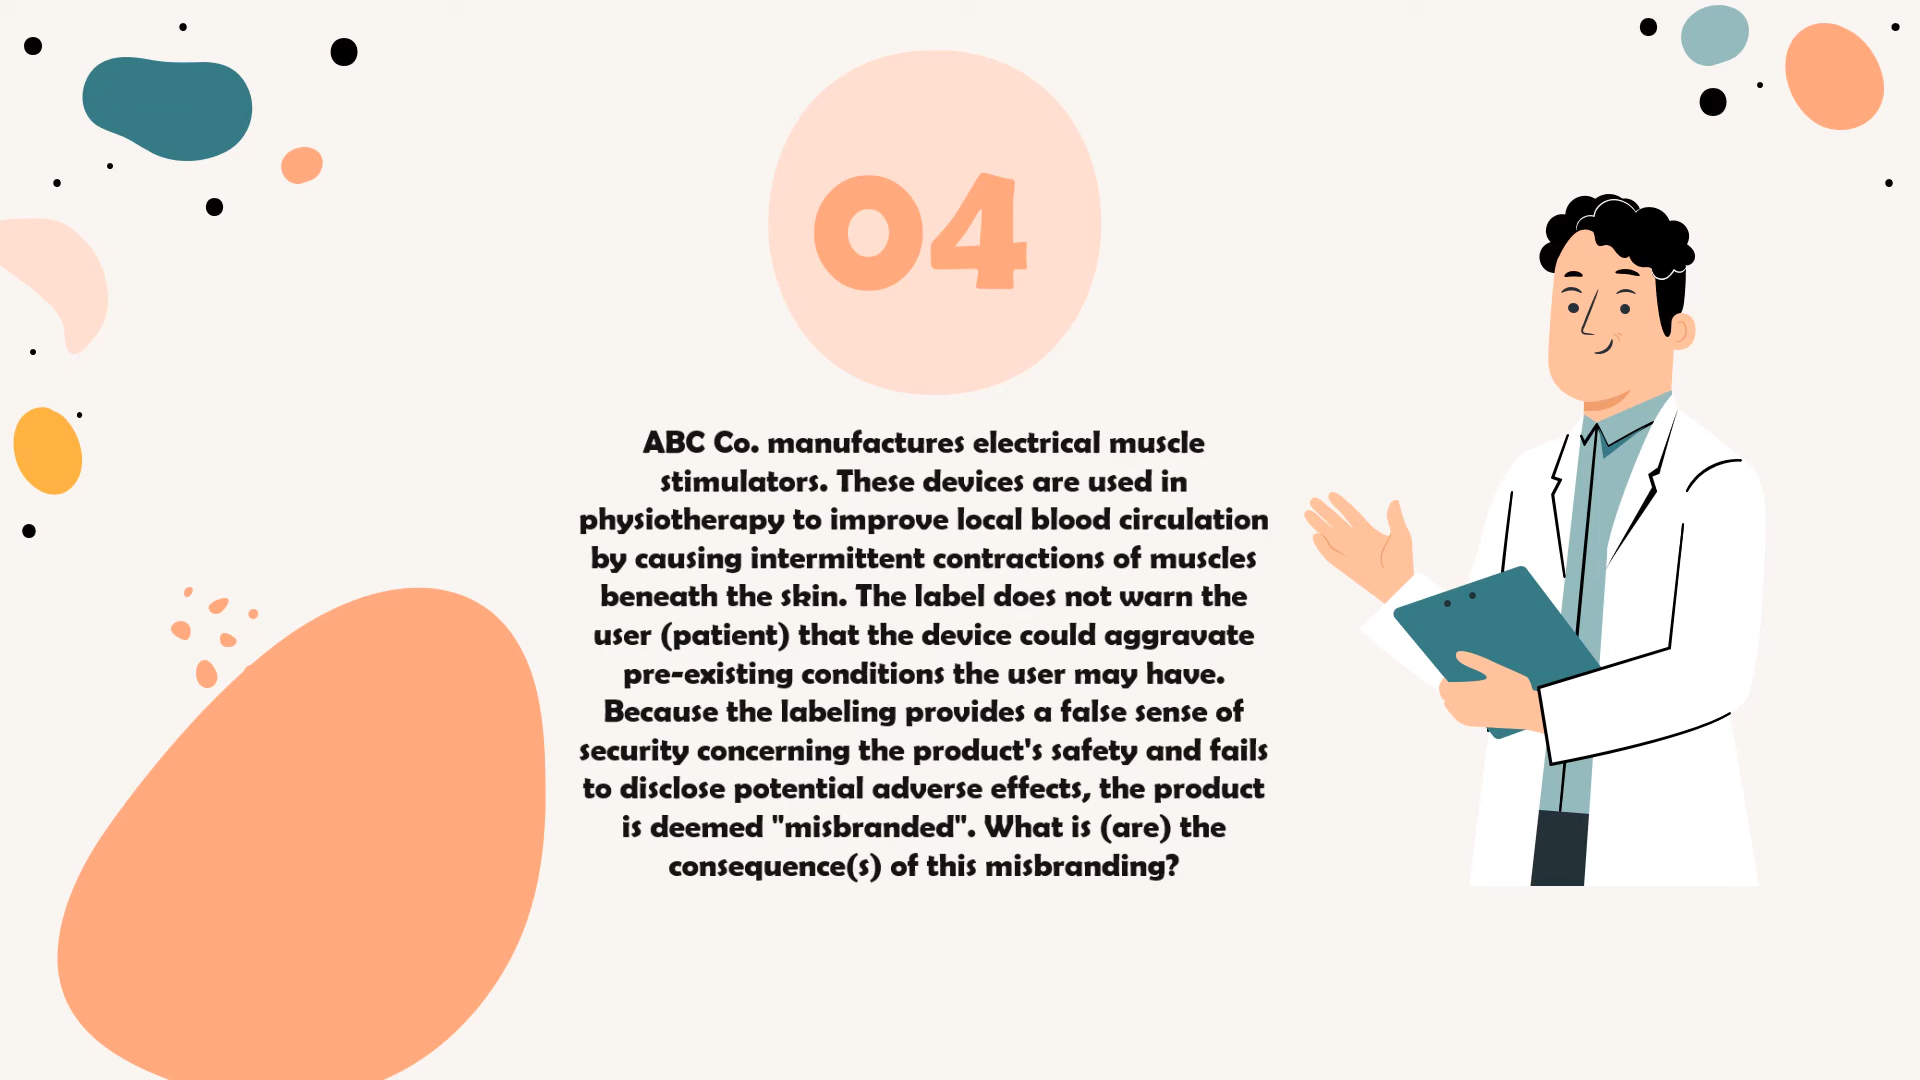 04
ABC Co. manufactures electrical muscle
stimulators. These devices are used in
physiotherapy to improve local blood circulation
by causing intermittent contractions of muscles
beneath the skin. The label does not warn the
user (patient) that the device could aggravate
pre-existing conditions the user may have.
Because the labeling provides a false sense of
security concerning the product's safety and fails
to disclose potential adverse effects, the product
is deemed "misbranded". What is (are) the
consequence(s) of this misbranding?